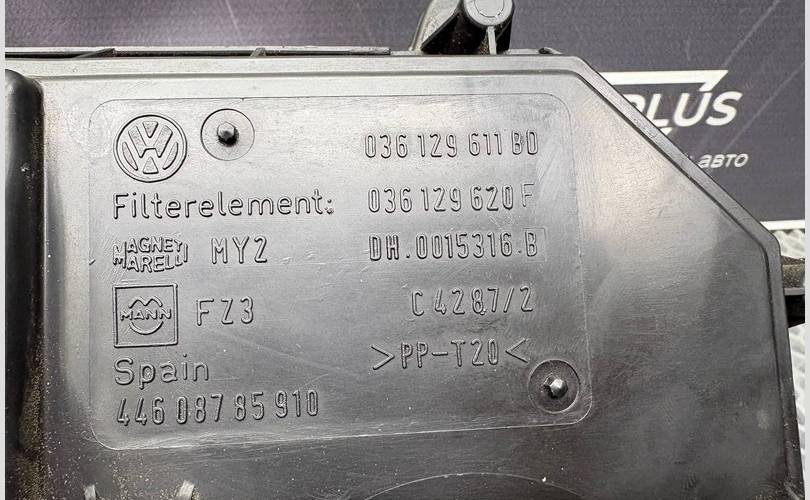 PLUS
авто
VW
036 129 611 BD
Filterelement: 036 129 620 F
MAGNETI MARELLI MY2 DH.0015316.B
MANN FZ3 C 4287/2
>PP-T20<
Spain
446 087 85 910